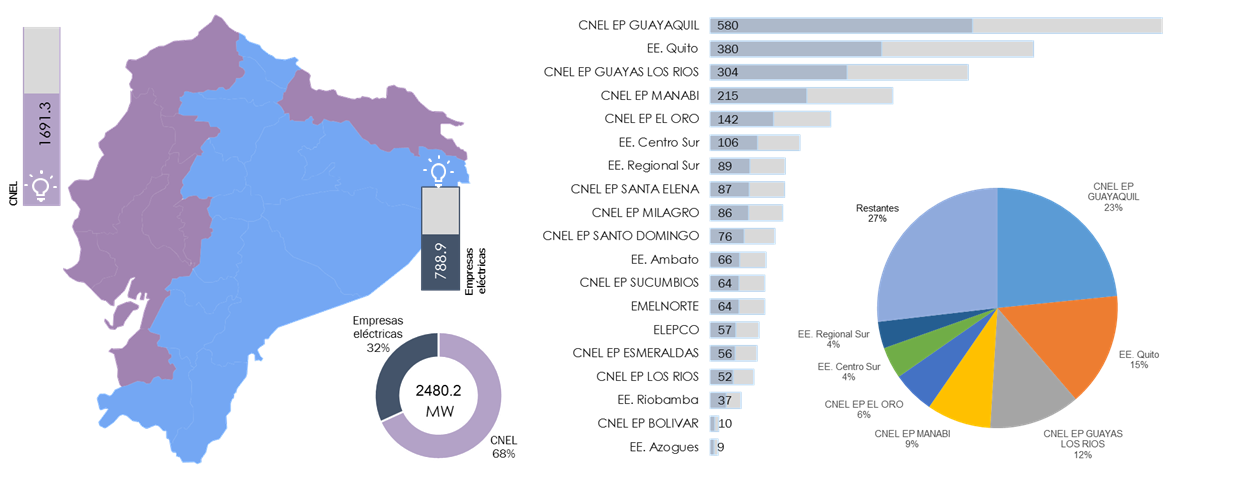 1691.3
CNEL
788.9
Empresas
eléctricas
Empresas
eléctricas
32%
2480.2
MW
CNEL
68%
CNEL EP GUAYAQUIL 580
EE. Quito 380
CNEL EP GUAYAS LOS RIOS 304
CNEL EP MANABI 215
CNEL EP EL ORO 142
EE. Centro Sur 106
EE. Regional Sur 89
CNEL EP SANTA ELENA 87
CNEL EP MILAGRO 86
CNEL EP SANTO DOMINGO 76
EE. Ambato 66
CNEL EP SUCUMBIOS 64
EMELNORTE 64
ELEPCO 57
CNEL EP ESMERALDAS 56
CNEL EP LOS RIOS 52
EE. Riobamba 37
CNEL EP BOLIVAR 10
EE. Azogues 9
CNEL EP
GUAYAQUIL
23%
Restantes
27%
EE. Regional Sur
4%
EE. Centro Sur
4%
EE. Quito
15%
CNEL EP EL ORO
6%
CNEL EP MANABI
9%
CNEL EP GUAYAS
LOS RIOS
12%